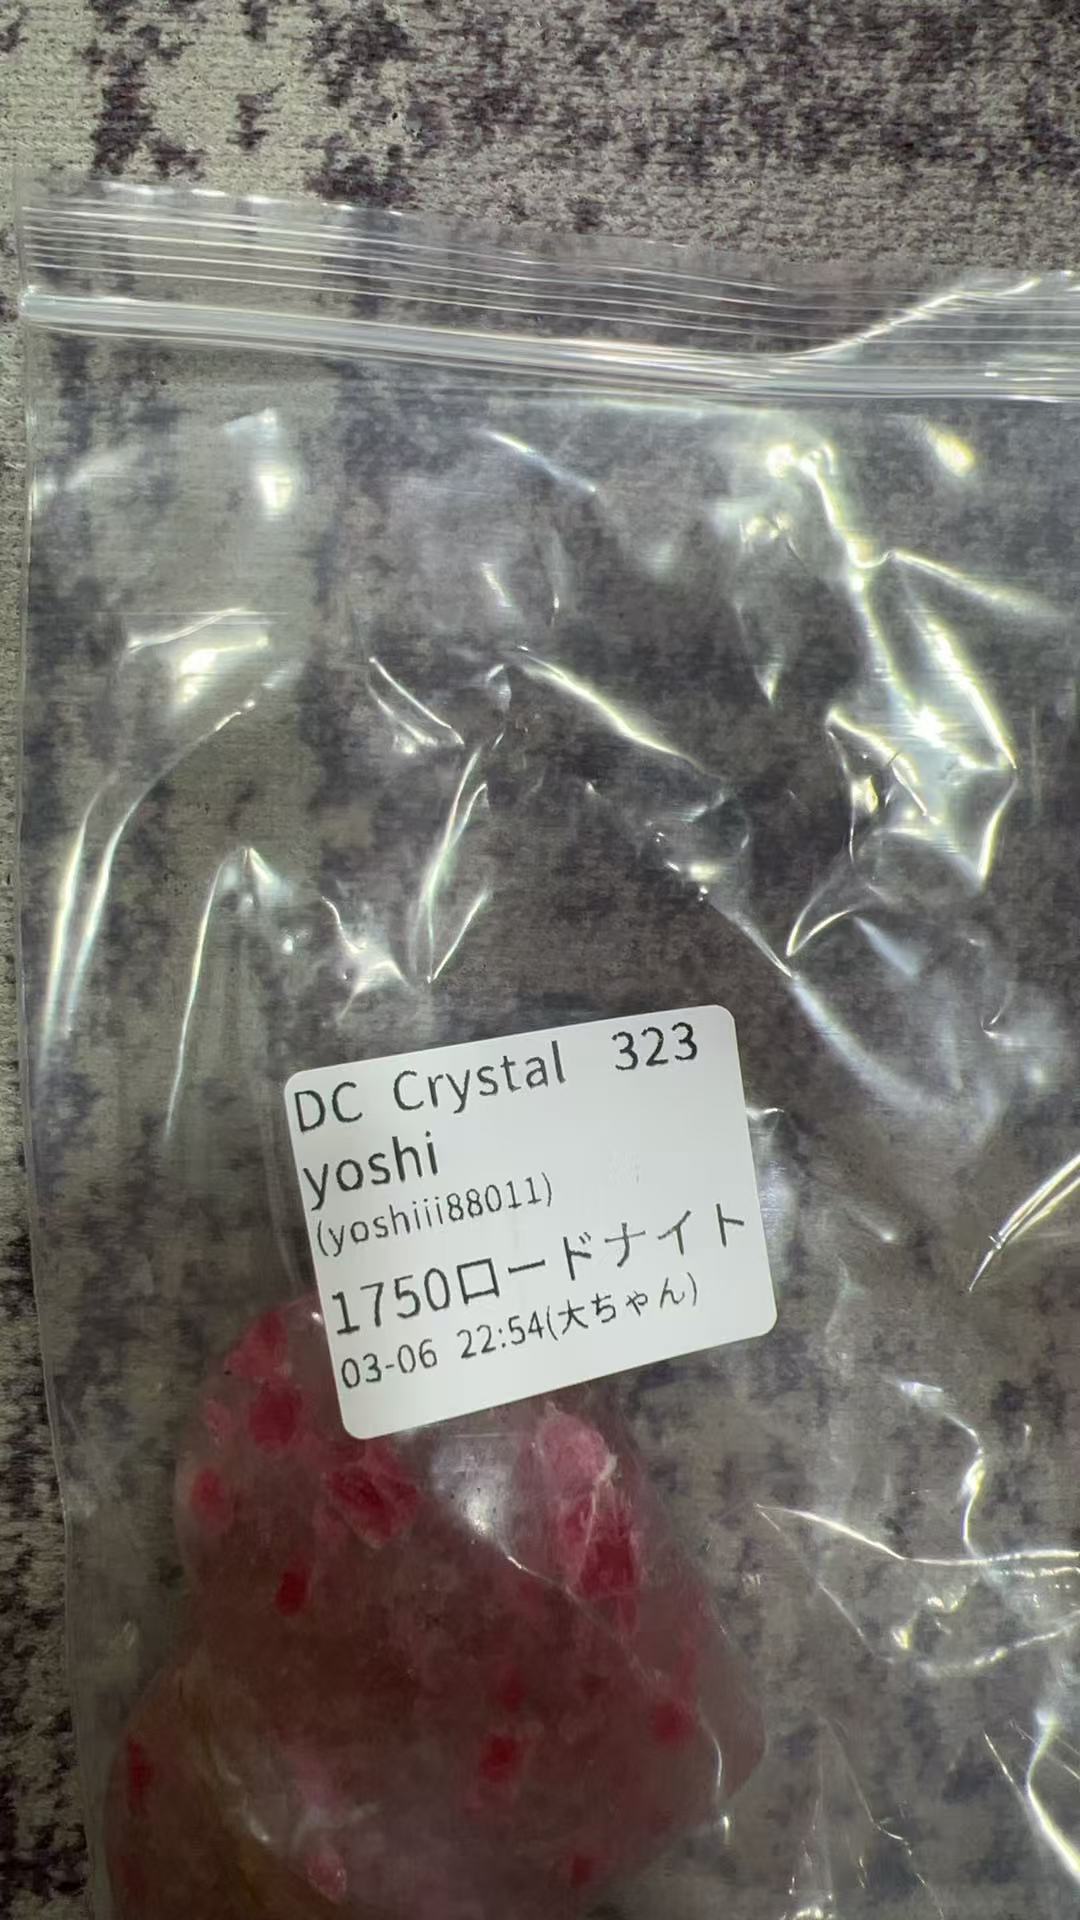 DC Crystal 323
yoshi
(yoshiii88011)
1750ロードナイト
03-06 22:54(大ちゃん)